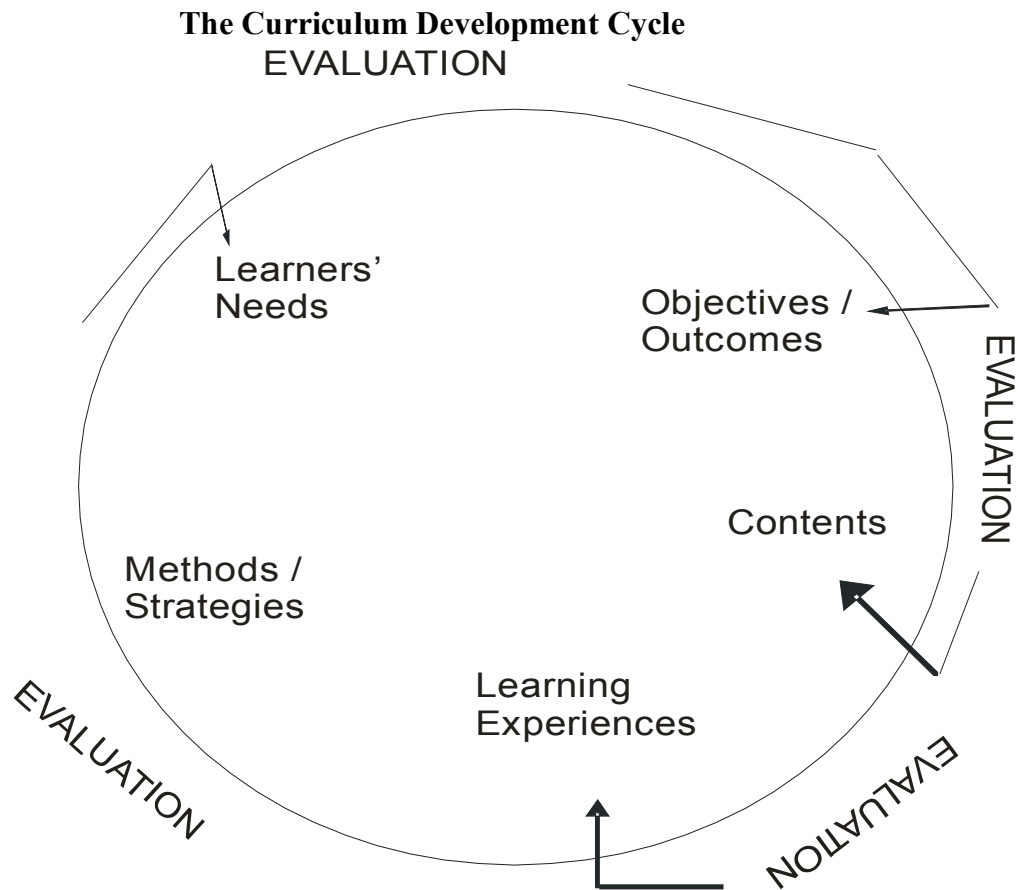 The Curriculum Development Cycle
EVALUATION
Learners’
Needs
Objectives /
Outcomes
EVALUATION
Contents
Methods /
Strategies
Learning
Experiences
EVALUATION
EVALUATION